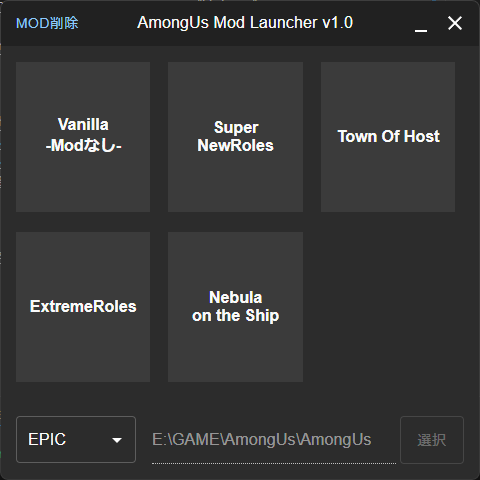 MOD削除
AmongUs Mod Launcher v1.0
Vanilla
-Modなし-
Super
NewRoles
Town Of Host
ExtremeRoles
Nebula
on the Ship
EPIC
E:\GAME\AmongUs\AmongUs
選択